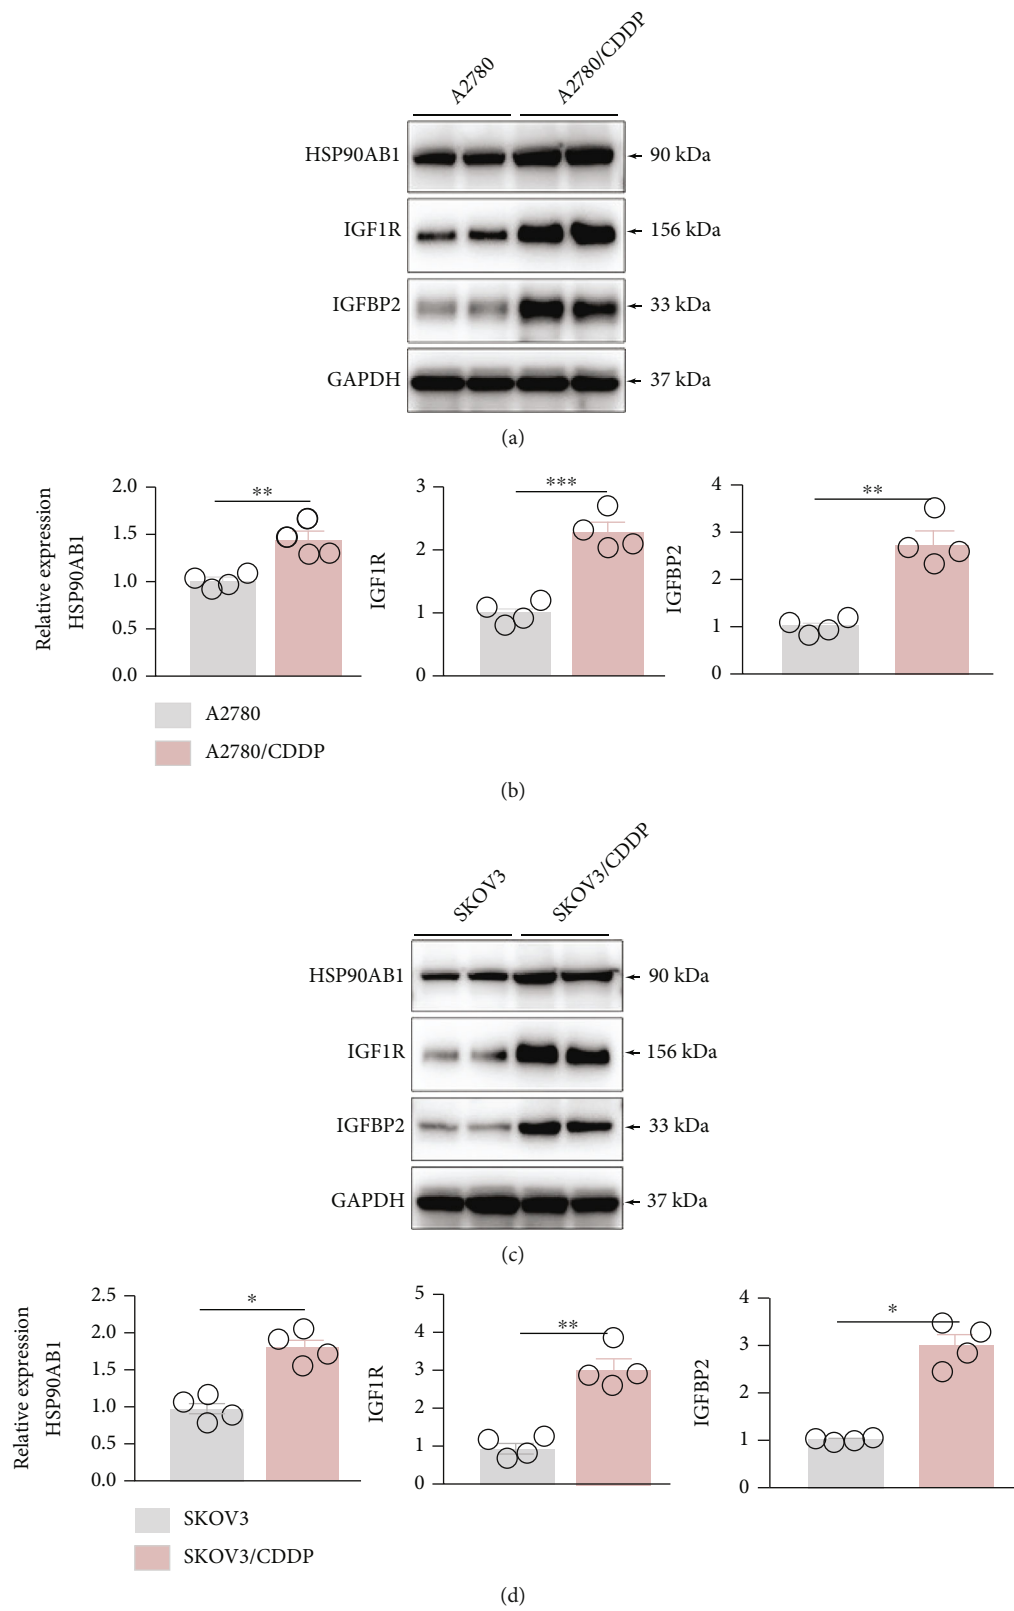 A2780
A2780/CDDP
HSP90AB1
90 kDa
IGF1R
156 kDa
IGFBP2
33 kDa
GAPDH
37 kDa
(a)
Relative expression
HSP90AB1
2.0
1.5
1.0
0.5
0.0
**
IGF1R
3
2
1
0
***
IGFBP2
4
3
2
1
0
**
A2780
A2780/CDDP
(b)
SKOV3
SKOV3/CDDP
HSP90AB1
90 kDa
IGF1R
156 kDa
IGFBP2
33 kDa
GAPDH
37 kDa
(c)
Relative expression
HSP90AB1
2.5
2.0
1.5
1.0
0.5
0.0
*
IGF1R
5
4
3
2
1
0
**
IGFBP2
4
3
2
1
0
*
SKOV3
SKOV3/CDDP
(d)